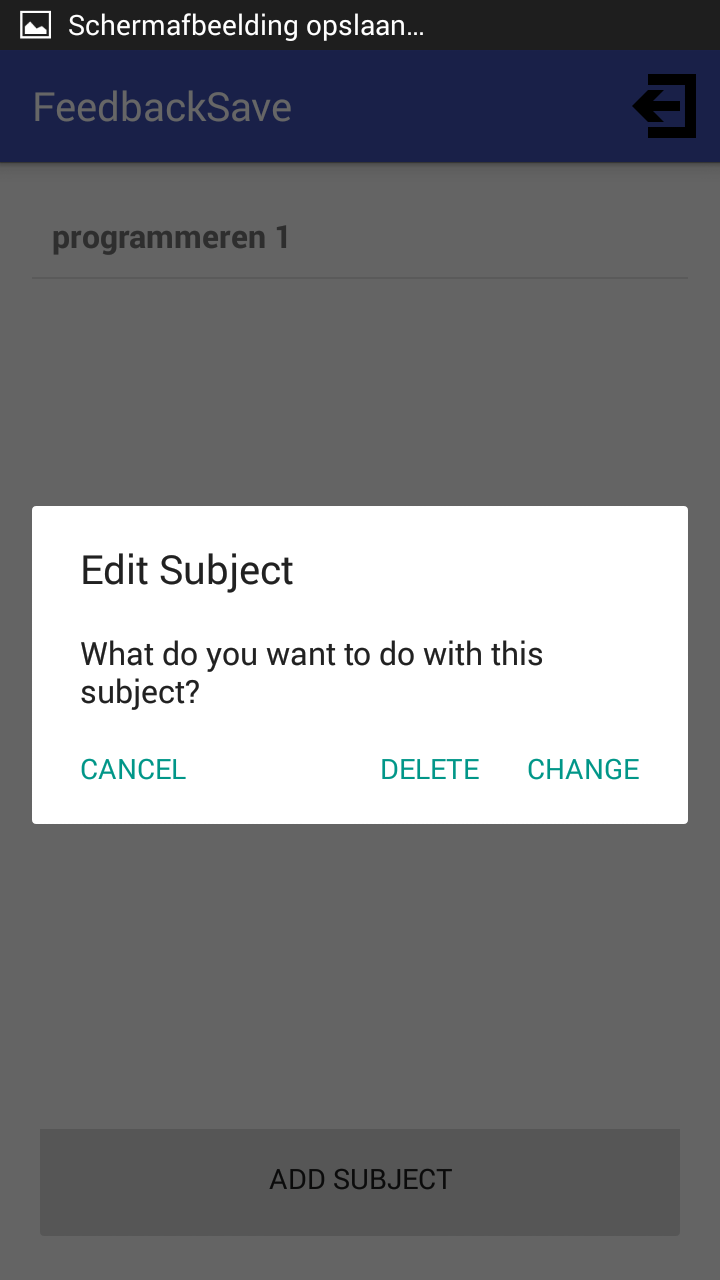 Schermafbeelding opslaan...
FeedbackSave
programmeren 1
Edit Subject
What do you want to do with this
subject?
CANCEL DELETE CHANGE
ADD SUBJECT